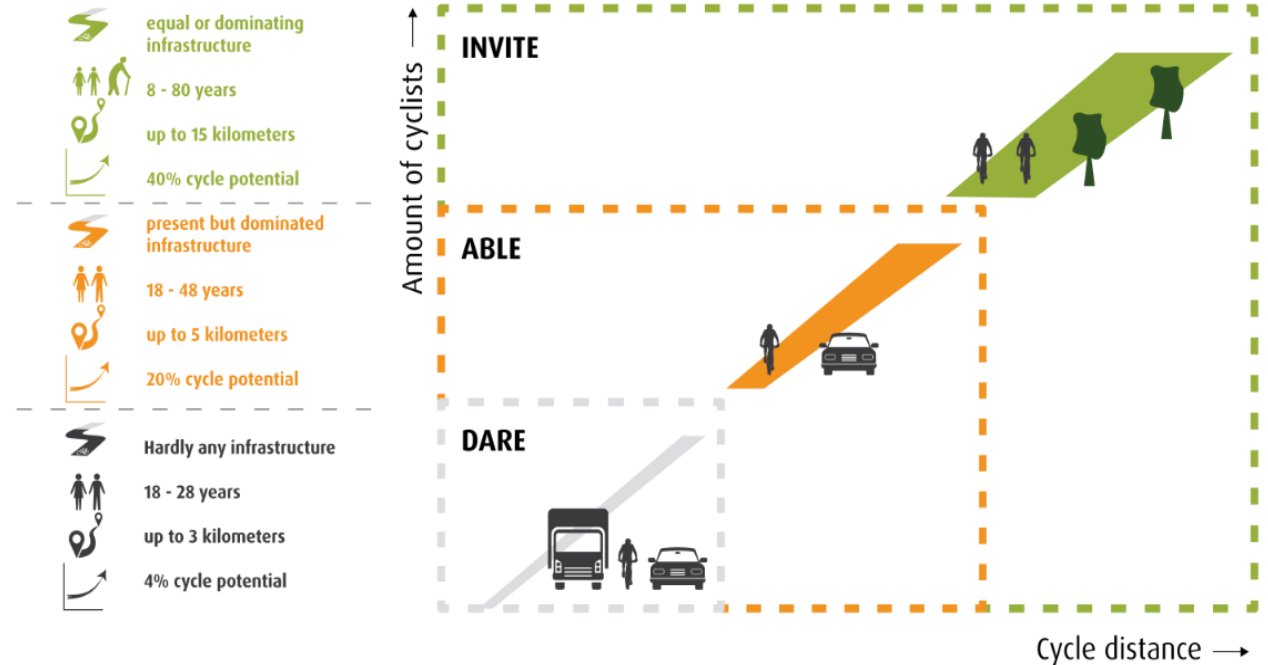 equal or dominating
infrastructure
8 - 80 years
up to 15 kilometers
40% cycle potential
present but dominated
infrastructure
18 - 48 years
up to 5 kilometers
20% cycle potential
Hardly any infrastructure
18 - 28 years
up to 3 kilometers
4% cycle potential
Amount of cyclists
INVITE
ABLE
DARE
Cycle distance